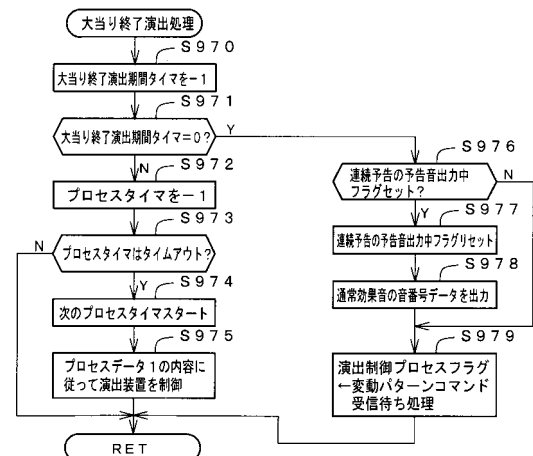 大当り終了演出処理
S970
大当り終了演出期間タイマを－1
S971
大当り終了演出期間タイマ＝0?
Y
N
S972
プロセスタイマを－1
S973
プロセスタイマはタイムアウト?
N
Y
S974
次のプロセスタイマスタート
S975
プロセスデータ1の内容に
従って演出装置を制御
RET
S976
連続予告の予告音出力中
フラグセット?
N
Y
S977
連続予告の予告音出力中フラグリセット
S978
通常効果音の音番号データを出力
S979
演出制御プロセスフラグ
←変動パターンコマンド
受信待ち処理